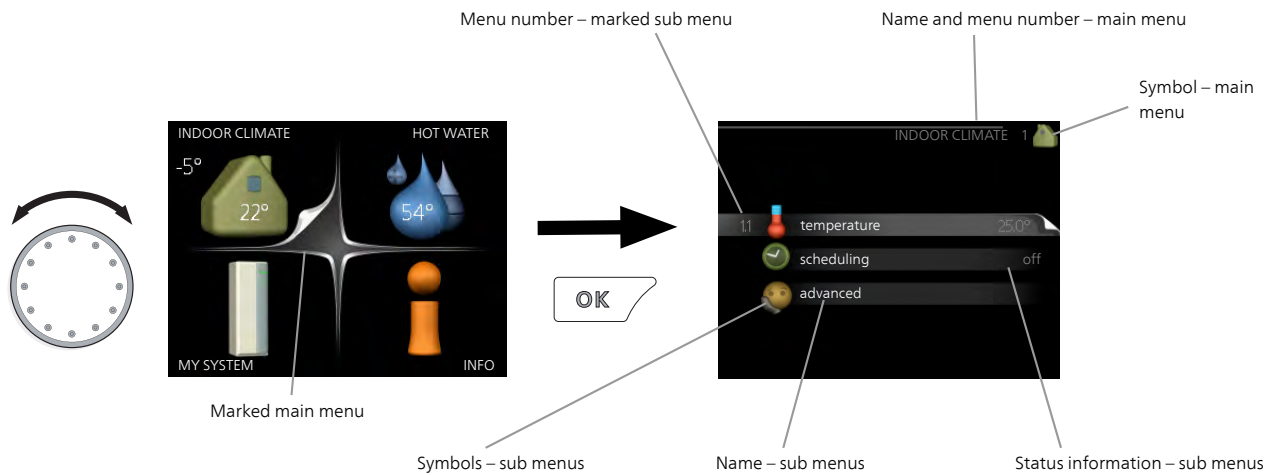 Menu number – marked sub menu
Name and menu number – main menu
Symbol – main
menu
INDOOR CLIMATE
HOT WATER
-5°
22°
54°
MY SYSTEM
INFO
Marked main menu
OK
INDOOR CLIMATE 1
1.1 temperature 25.0°
scheduling off
advanced
Symbols – sub menus
Name – sub menus
Status information – sub menus